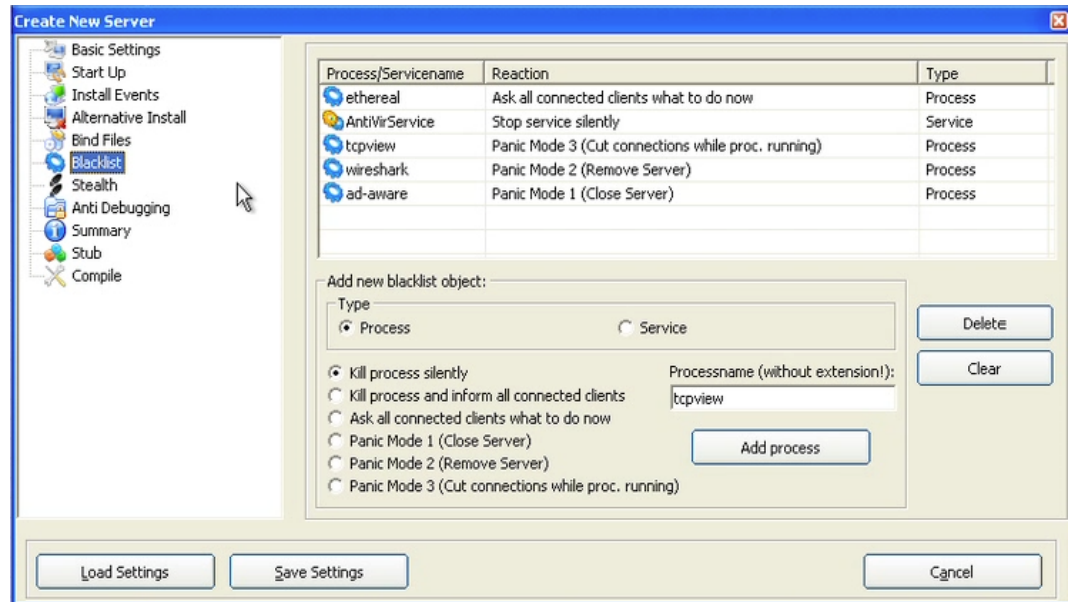 Create New Server
Basic Settings
Start Up
Install Events
Alternative Install
Bind Files
Blacklist
Stealth
Anti Debugging
Summary
Stub
Compile
Process/Servicename Reaction Type
ethereal Ask all connected clients what to do now Process
AntiVirService Stop service silently Service
tcpview Panic Mode 3 (Cut connections while proc. running) Process
wireshark Panic Mode 2 (Remove Server) Process
ad-aware Panic Mode 1 (Close Server) Process
Add new blacklist object:
Type
Process Service
Kill process silently
Kill process and inform all connected clients
Ask all connected clients what to do now
Panic Mode 1 (Close Server)
Panic Mode 2 (Remove Server)
Panic Mode 3 (Cut connections while proc. running)
Processname (without extension!):
tcpview
Add process
Delete
Clear
Load Settings
Save Settings
Cancel